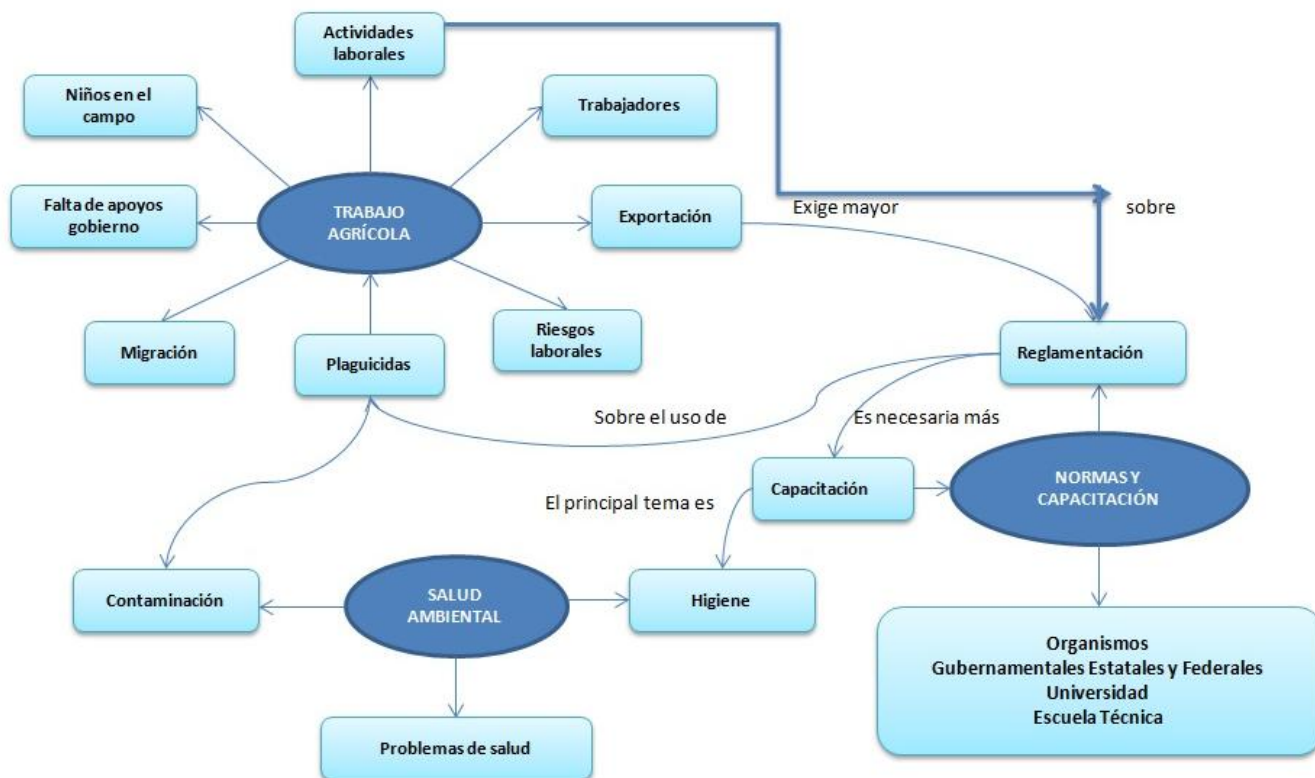 Actividades
laborales
Niños en el
campo
Trabajadores
Falta de apoyos
gobierno
TRABAJO
AGRÍCOLA
Exportación
Exige mayor
sobre
Migración
Plaguicidas
Riesgos
laborales
Reglamentación
Sobre el uso de
Es necesaria más
El principal tema es
Capacitación
NORMAS Y
CAPACITACIÓN
Contaminación
SALUD
AMBIENTAL
Higiene
Organismos
Gubernamentales Estatales y Federales
Universidad
Escuela Técnica
Problemas de salud